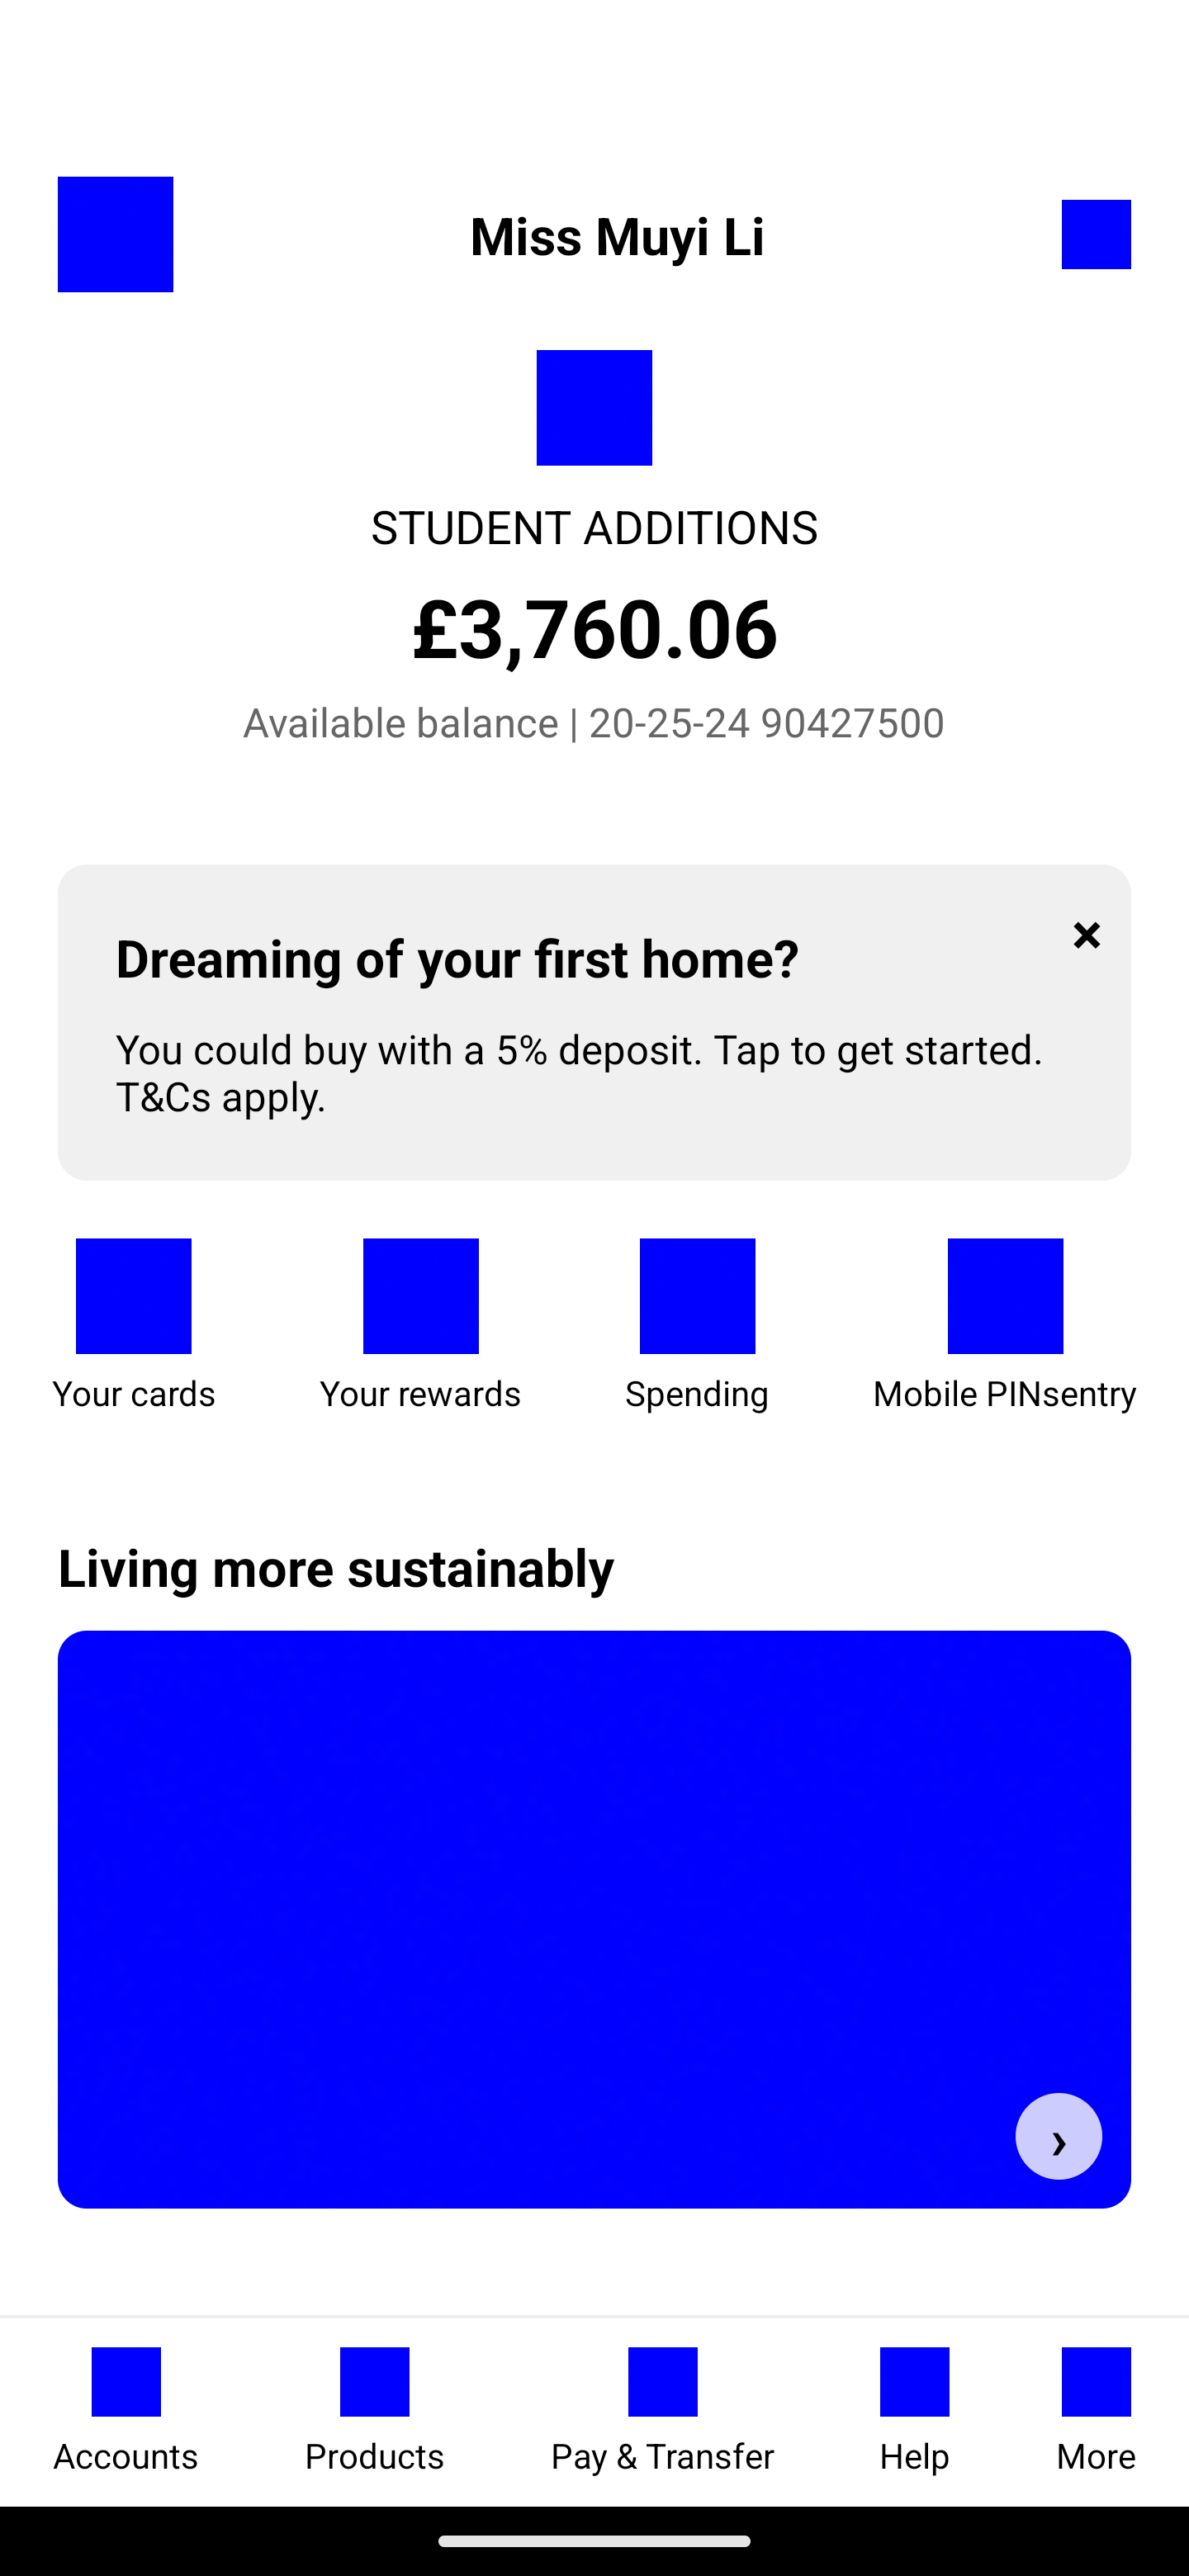 Miss Muyi Li
STUDENT ADDITIONS
£3,760.06
Available balance | 20-25-24 90427500
Dreaming of your first home?
×
You could buy with a 5% deposit. Tap to get started.
T&Cs apply.
Your cards
Your rewards
Spending
Mobile PINsentry
Living more sustainably
›
Accounts
Products
Pay & Transfer
Help
More